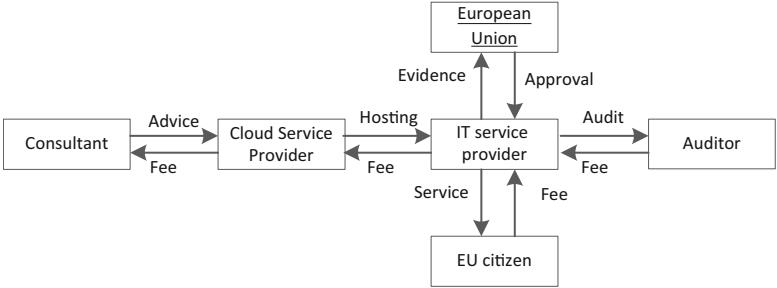 European
Union
Evidence
Approval
Advice
Hosting
Audit
Consultant
Cloud Service
Provider
IT service
provider
Auditor
Fee
Fee
Fee
Service
Fee
EU citizen